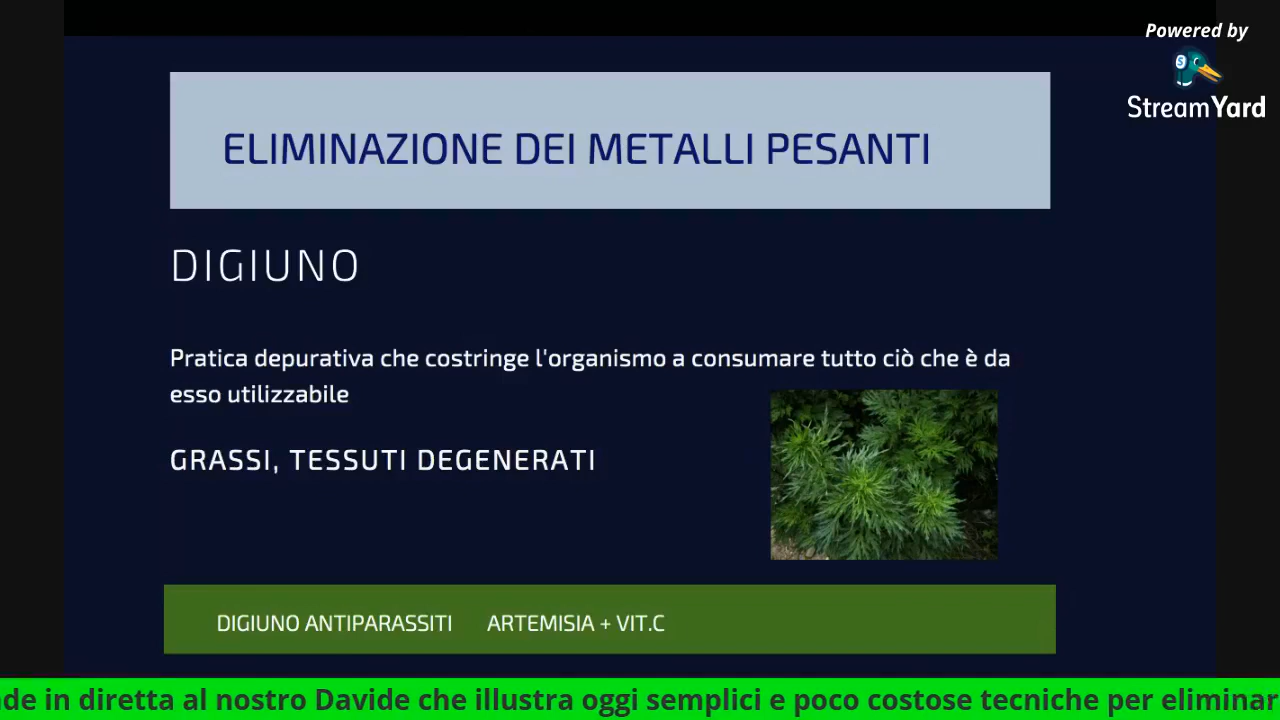 Powered by
StreamYard
ELIMINAZIONE DEI METALLI PESANTI
DIGIUNO
Pratica depurativa che costringe l'organismo a consumare tutto ciò che è da
esso utilizzabile
GRASSI, TESSUTI DEGENERATI
DIGIUNO ANTIPARASSITI ARTEMISIA + VIT.C
in diretta al nostro Davide che illustra oggi semplici e poco costose tecniche per